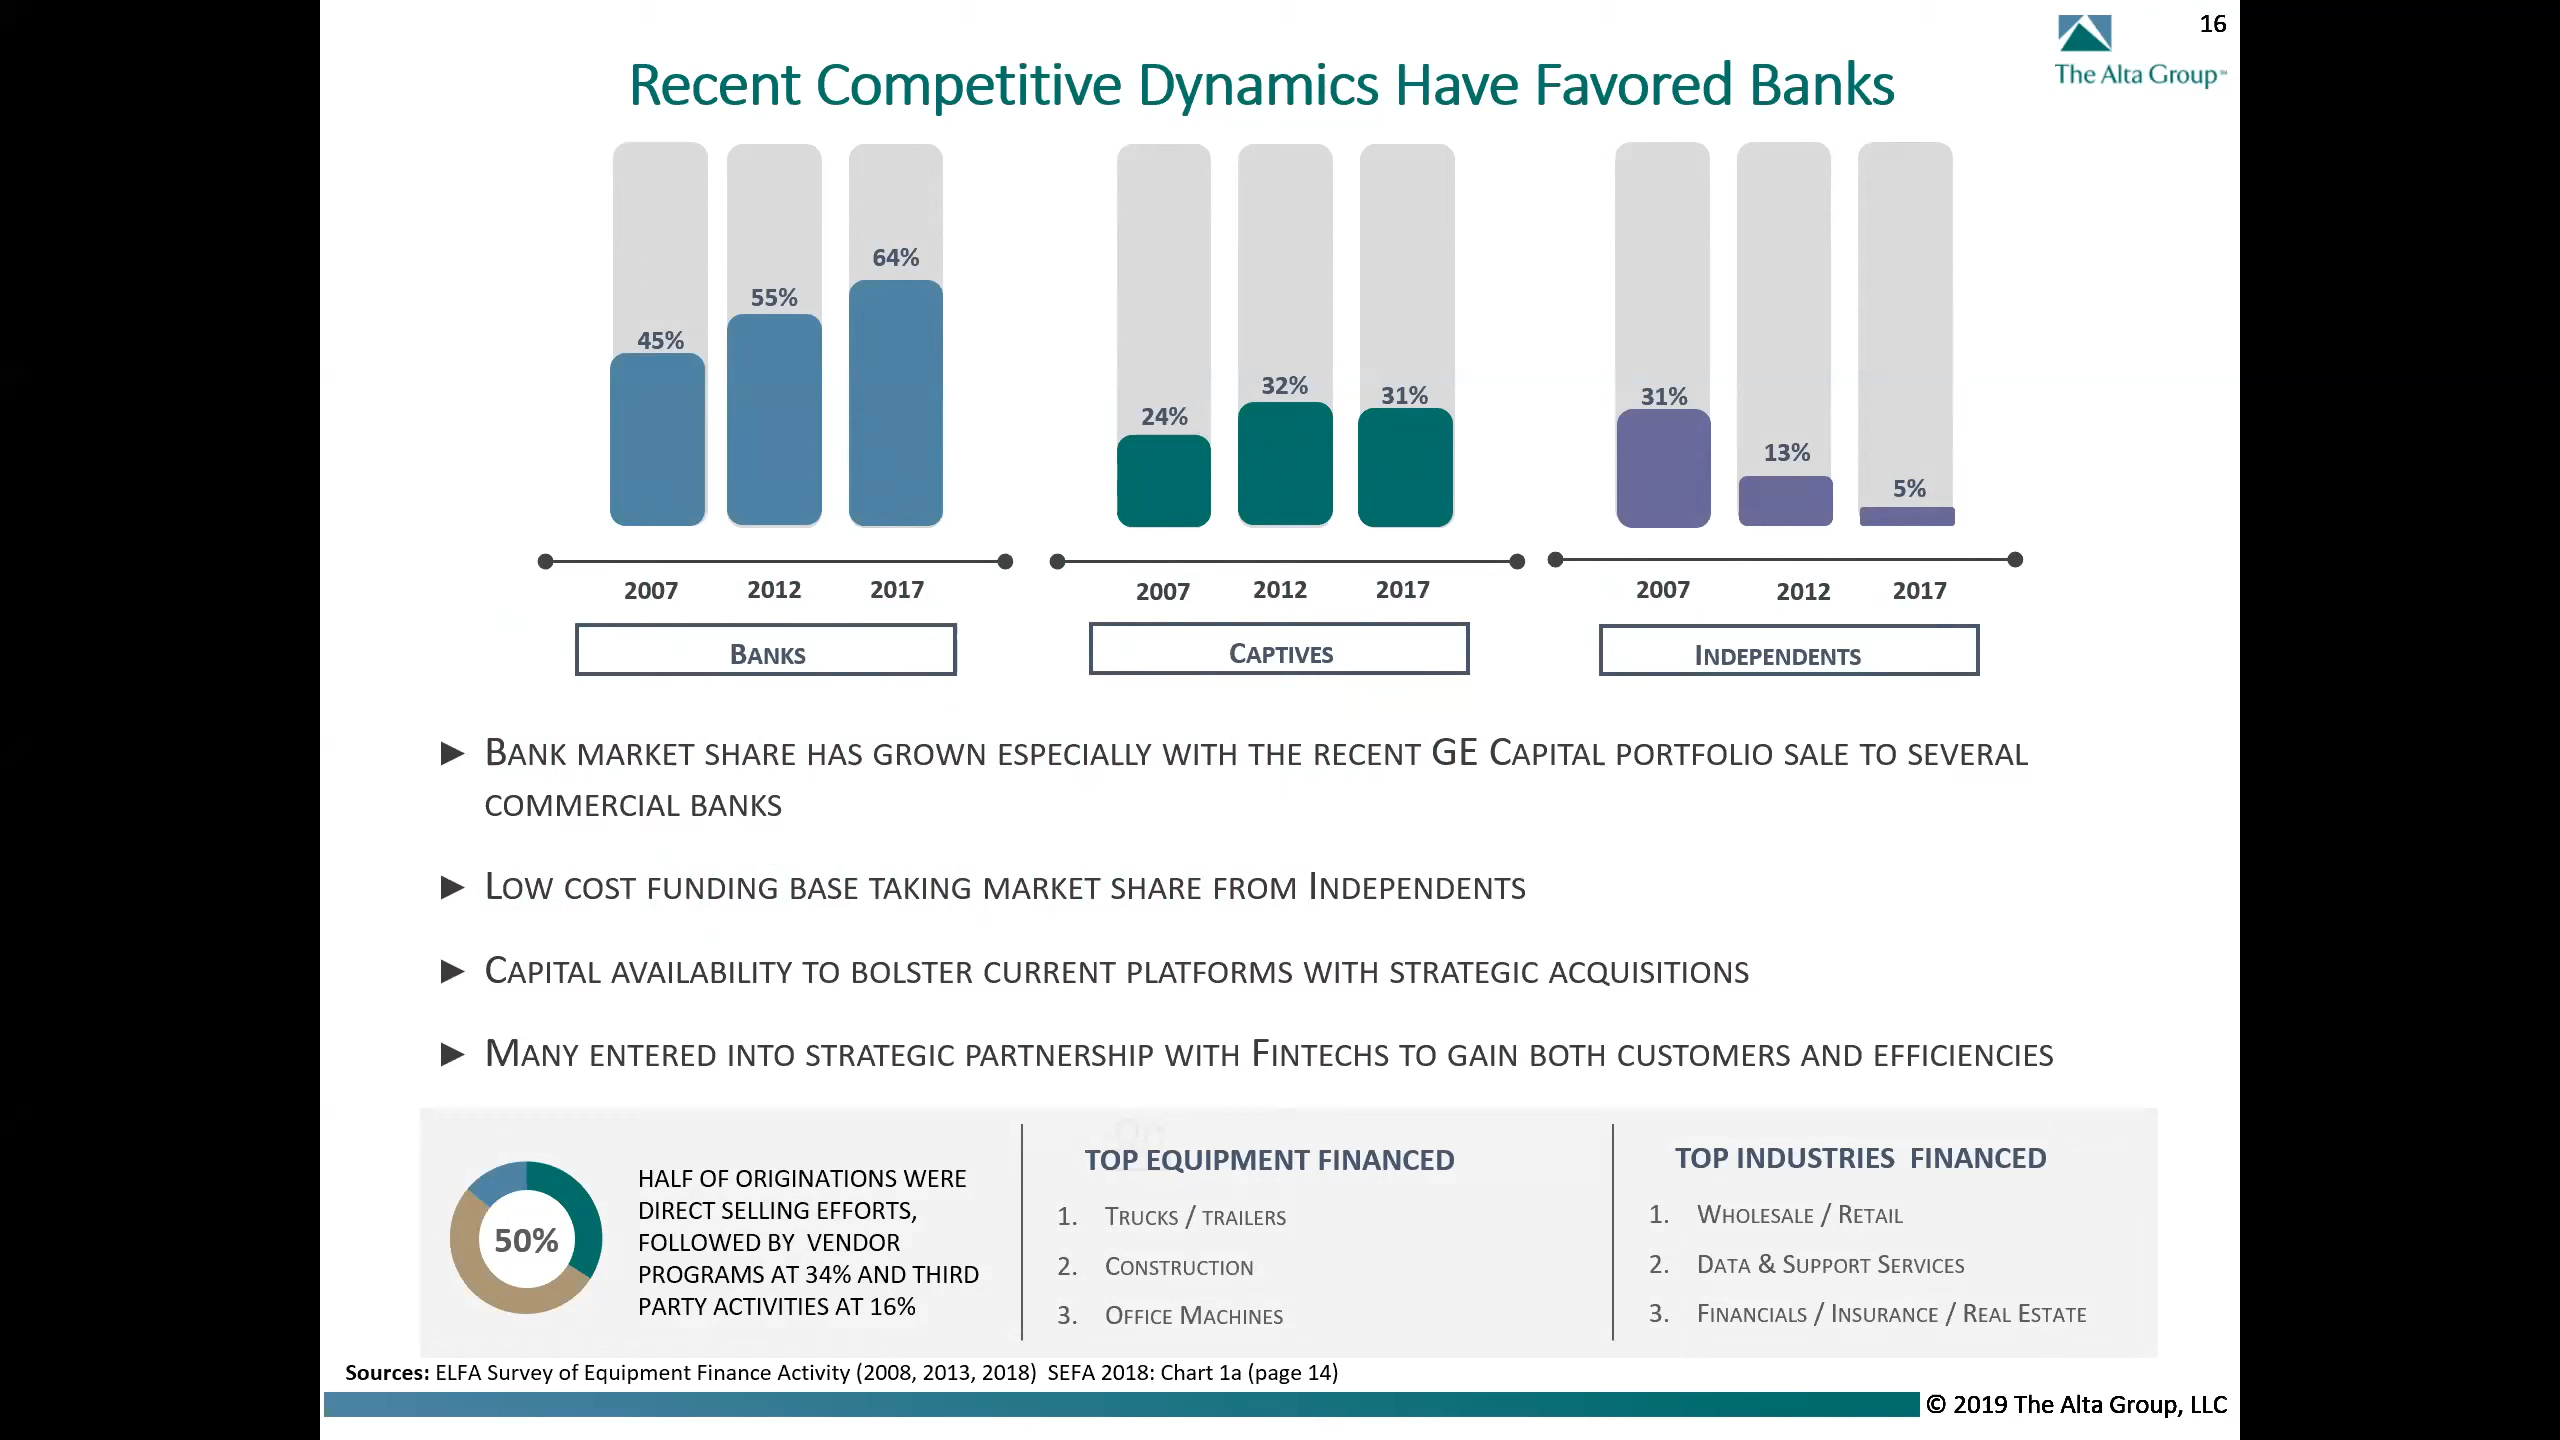 16
The Alta Group
Recent Competitive Dynamics Have Favored Banks
45%
55%
64%
2007
2012
2017
BANKS
24%
32%
31%
2007
2012
2017
CAPTIVES
31%
13%
5%
2007
2012
2017
INDEPENDENTS
► BANK MARKET SHARE HAS GROWN ESPECIALLY WITH THE RECENT GE CAPITAL PORTFOLIO SALE TO SEVERAL
COMMERCIAL BANKS
► LOW COST FUNDING BASE TAKING MARKET SHARE FROM INDEPENDENTS
► CAPITAL AVAILABILITY TO BOLSTER CURRENT PLATFORMS WITH STRATEGIC ACQUISITIONS
► MANY ENTERED INTO STRATEGIC PARTNERSHIP WITH FINTECHS TO GAIN BOTH CUSTOMERS AND EFFICIENCIES
50%
HALF OF ORIGINATIONS WERE
DIRECT SELLING EFFORTS,
FOLLOWED BY VENDOR
PROGRAMS AT 34% AND THIRD
PARTY ACTIVITIES AT 16%
TOP EQUIPMENT FINANCED
1. TRUCKS / TRAILERS
2. CONSTRUCTION
3. OFFICE MACHINES
TOP INDUSTRIES FINANCED
1. WHOLESALE / RETAIL
2. DATA & SUPPORT SERVICES
3. FINANCIALS / INSURANCE / REAL ESTATE
Sources: ELFA Survey of Equipment Finance Activity (2008, 2013, 2018) SEFA 2018: Chart 1a (page 14)
© 2019 The Alta Group, LLC